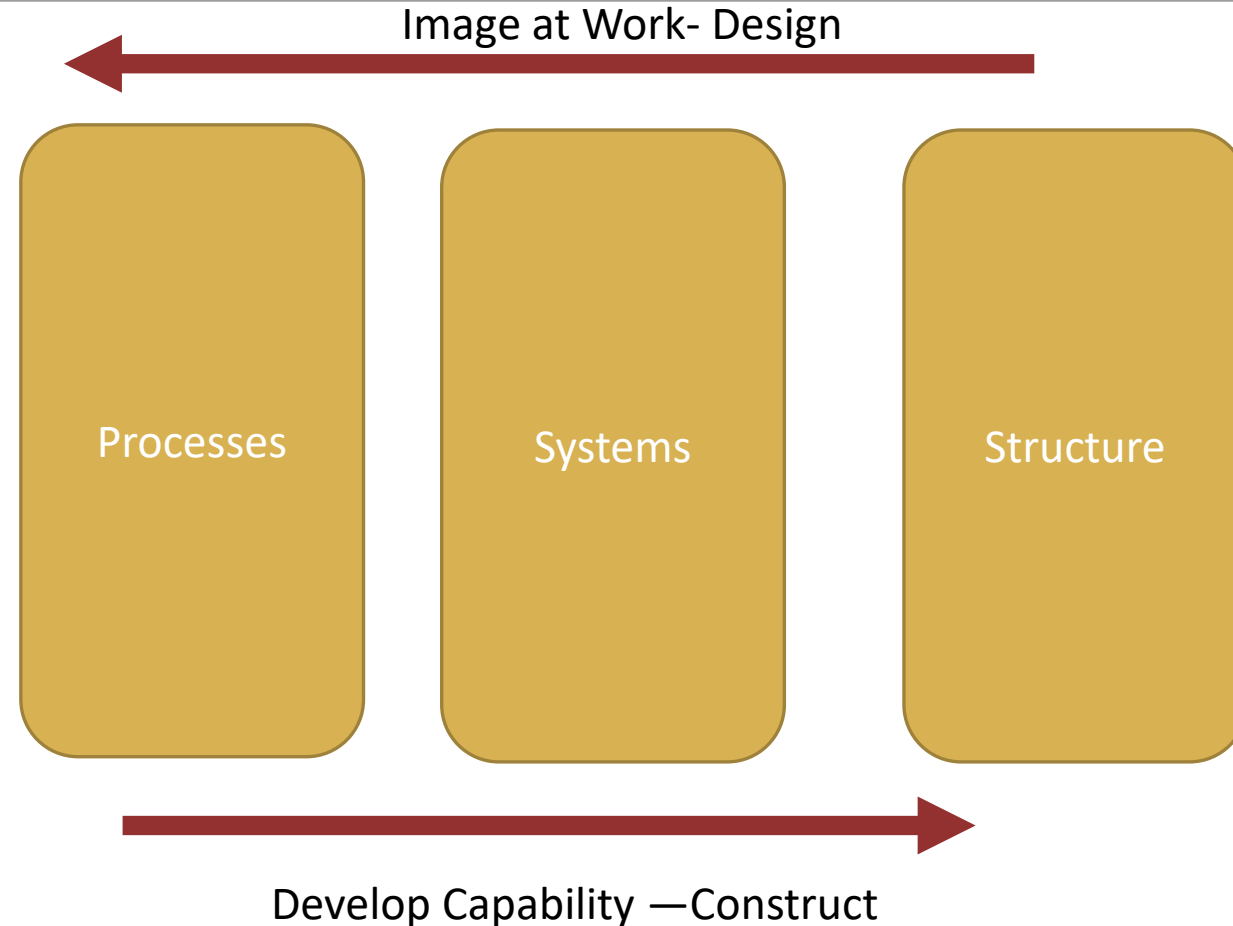 Image at Work- Design
Processes
Systems
Structure
Develop Capability —Construct